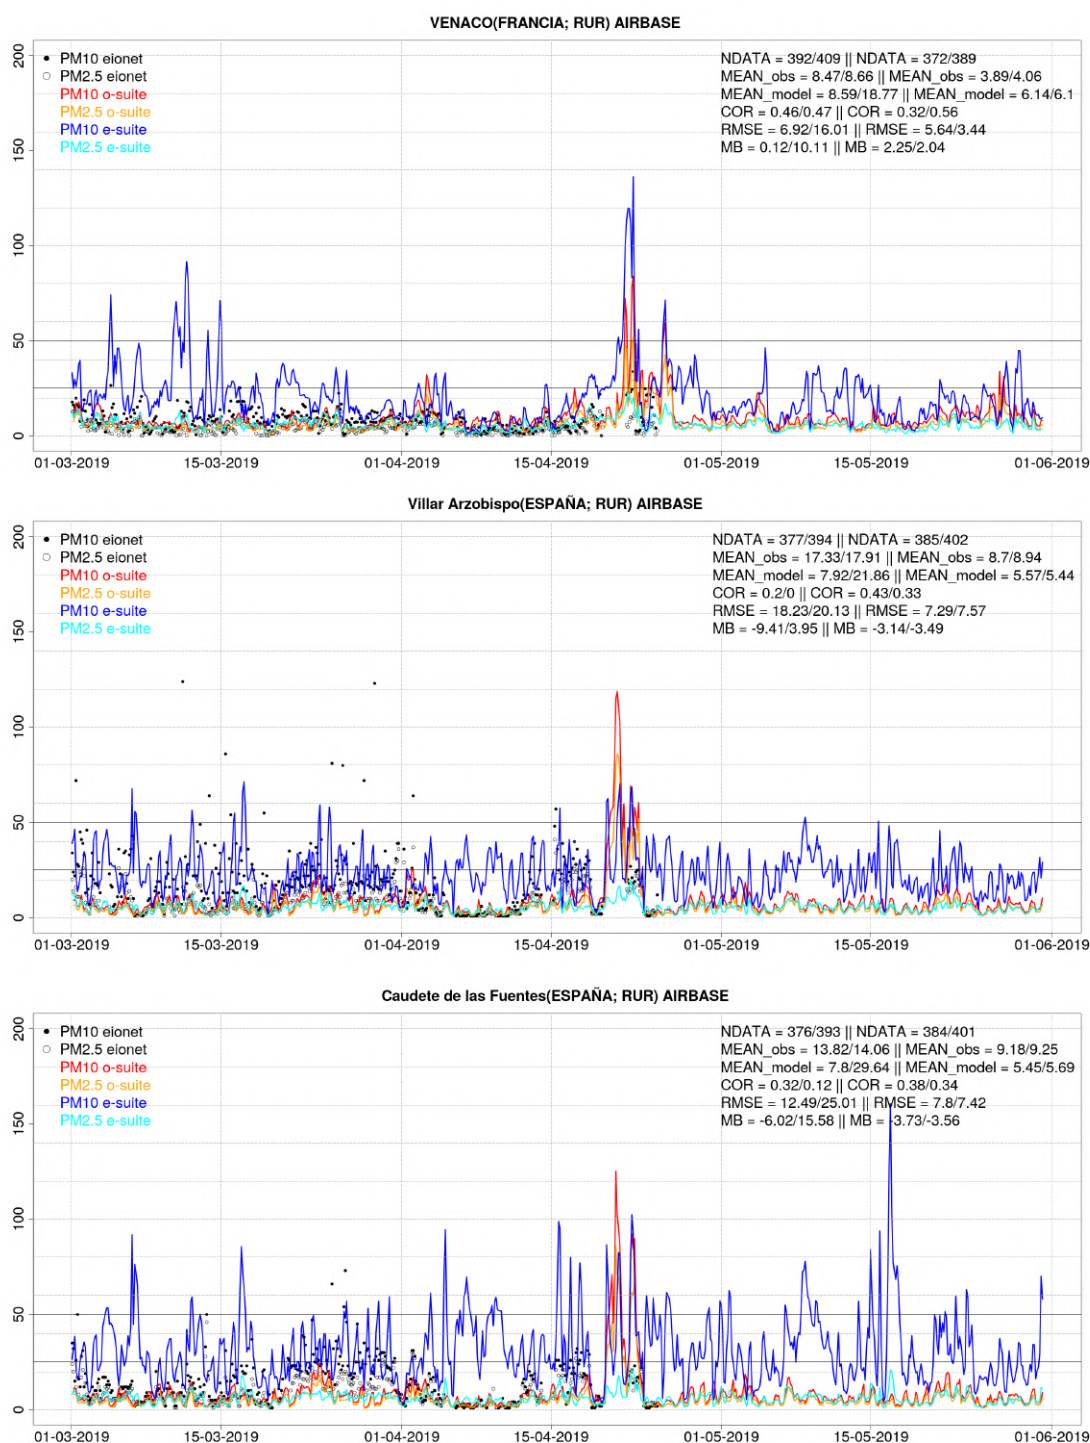 VENACO(FRANCIA; RUR) AIRBASE
200
150
100
50
0
PM10 eionet
PM2.5 eionet
PM10 o-suite
PM2.5 o-suite
PM10 e-suite
PM2.5 e-suite
NDATA = 392/409 || NDATA = 372/389
MEAN_obs = 8.47/8.66 || MEAN_obs = 3.89/4.06
MEAN_model = 8.59/18.77 || MEAN_model = 6.14/6.1
COR = 0.46/0.47 || COR = 0.32/0.56
RMSE = 6.92/16.01 || RMSE = 5.64/3.44
MB = 0.12/10.11 || MB = 2.25/2.04
01-03-2019 15-03-2019 01-04-2019 15-04-2019 01-05-2019 15-05-2019 01-06-2019
Villar Arzobispo(ESPAÑA; RUR) AIRBASE
200
150
100
50
0
PM10 eionet
PM2.5 eionet
PM10 o-suite
PM2.5 o-suite
PM10 e-suite
PM2.5 e-suite
NDATA = 377/394 || NDATA = 385/402
MEAN_obs = 17.33/17.91 || MEAN_obs = 8.7/8.94
MEAN_model = 7.92/21.86 || MEAN_model = 5.57/5.44
COR = 0.2/0 || COR = 0.43/0.33
RMSE = 18.23/20.13 || RMSE = 7.29/7.57
MB = -9.41/3.95 || MB = -3.14/-3.49
01-03-2019 15-03-2019 01-04-2019 15-04-2019 01-05-2019 15-05-2019 01-06-2019
Caudete de las Fuentes(ESPAÑA; RUR) AIRBASE
200
150
100
50
0
PM10 eionet
PM2.5 eionet
PM10 o-suite
PM2.5 o-suite
PM10 e-suite
PM2.5 e-suite
NDATA = 376/393 || NDATA = 384/401
MEAN_obs = 13.82/14.06 || MEAN_obs = 9.18/9.25
MEAN_model = 7.8/29.64 || MEAN_model = 5.45/5.69
COR = 0.32/0.12 || COR = 0.38/0.34
RMSE = 12.49/25.01 || RMSE = 7.8/7.42
MB = -6.02/15.58 || MB = -3.73/-3.56
01-03-2019 15-03-2019 01-04-2019 15-04-2019 01-05-2019 15-05-2019 01-06-2019